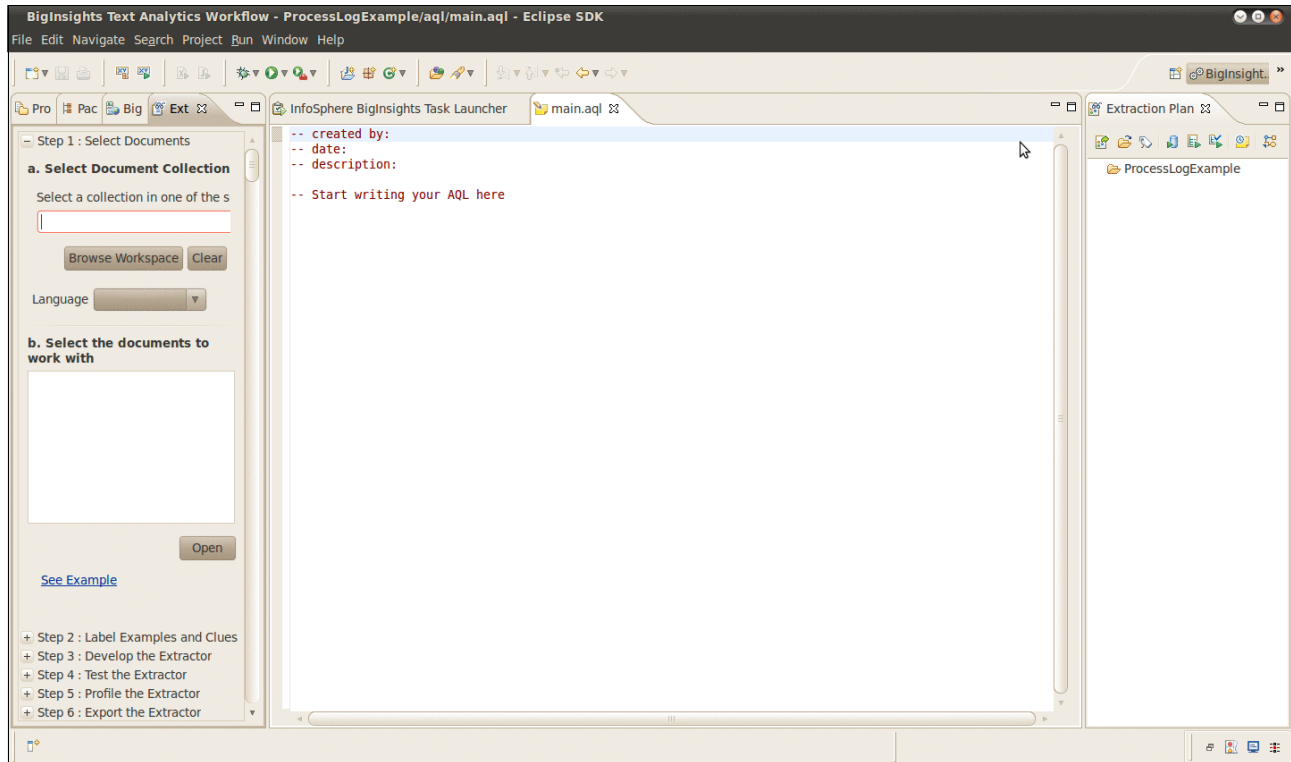 BigInsights Text Analytics Workflow - ProcessLogExample/aql/main.aql - Eclipse SDK
File Edit Navigate Search Project Run Window Help
BigInsight.. »
Pro Pac Big Ext InfoSphere BigInsights Task Launcher main.aql Extraction Plan
Step 1 : Select Documents
a. Select Document Collection
Select a collection in one of the s
Browse Workspace Clear
Language
b. Select the documents to
work with
Open
See Example
+ Step 2 : Label Examples and Clues
+ Step 3 : Develop the Extractor
+ Step 4 : Test the Extractor
+ Step 5 : Profile the Extractor
+ Step 6 : Export the Extractor
-- created by:
-- date:
-- description:
-- Start writing your AQL here
ProcessLogExample